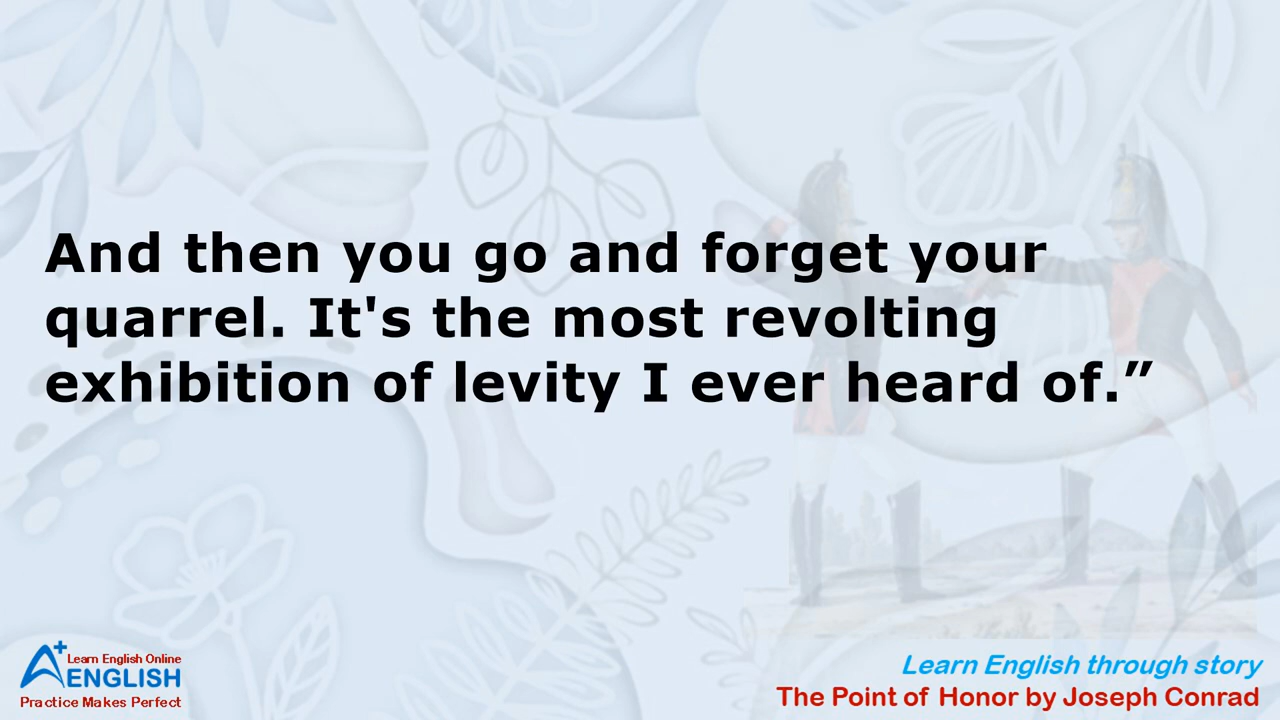 And then you go and forget your
quarrel. It's the most revolting
exhibition of levity I ever heard of.”
A+ Learn English Online
ENGLISH
Practice Makes Perfect
Learn English through story
The Point of Honor by Joseph Conrad